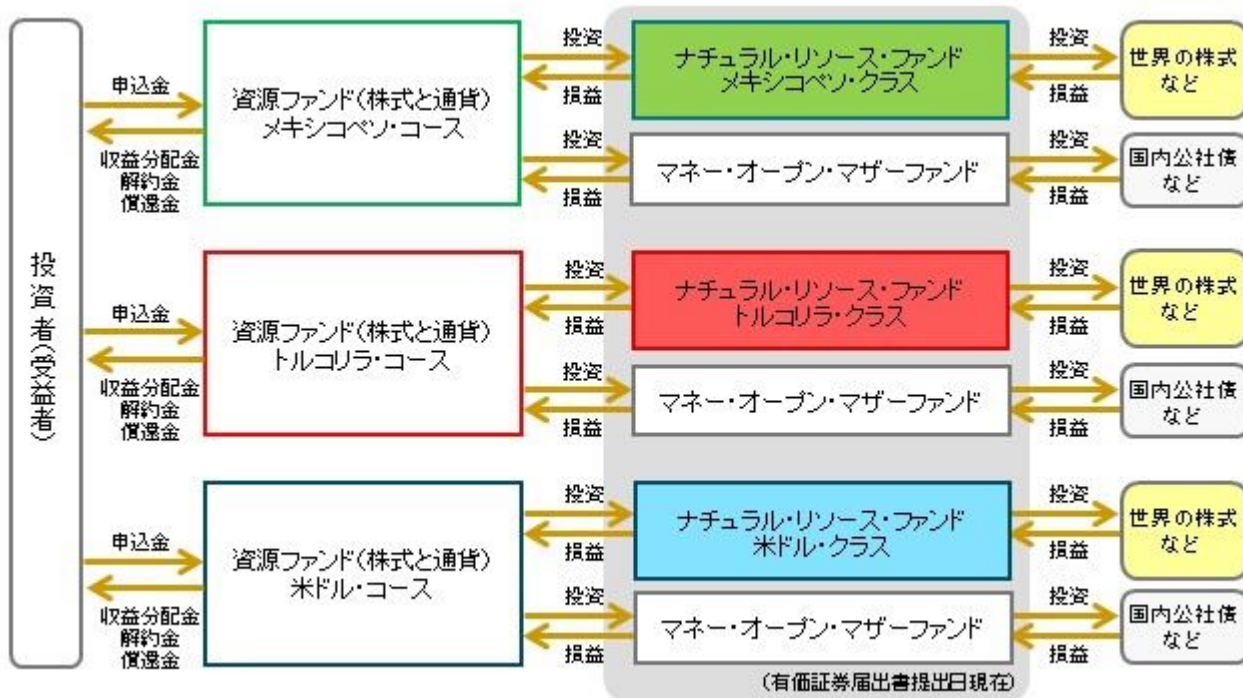 投資者(受益者)
申込金
収益分配金
解約金
償還金
資源ファンド(株式と通貨)
メキシコペソ・コース
投資
損益
ナチュラル・リソース・ファンド
メキシコペソ・クラス
投資
損益
世界の株式
など
投資
損益
マネー・オープン・マザーファンド
投資
損益
国内公社債
など
申込金
収益分配金
解約金
償還金
資源ファンド(株式と通貨)
トルコリラ・コース
投資
損益
ナチュラル・リソース・ファンド
トルコリラ・クラス
投資
損益
世界の株式
など
投資
損益
マネー・オープン・マザーファンド
投資
損益
国内公社債
など
申込金
収益分配金
解約金
償還金
資源ファンド(株式と通貨)
米ドル・コース
投資
損益
ナチュラル・リソース・ファンド
米ドル・クラス
投資
損益
世界の株式
など
投資
損益
マネー・オープン・マザーファンド
投資
損益
国内公社債
など
(有価証券届出書提出日現在)